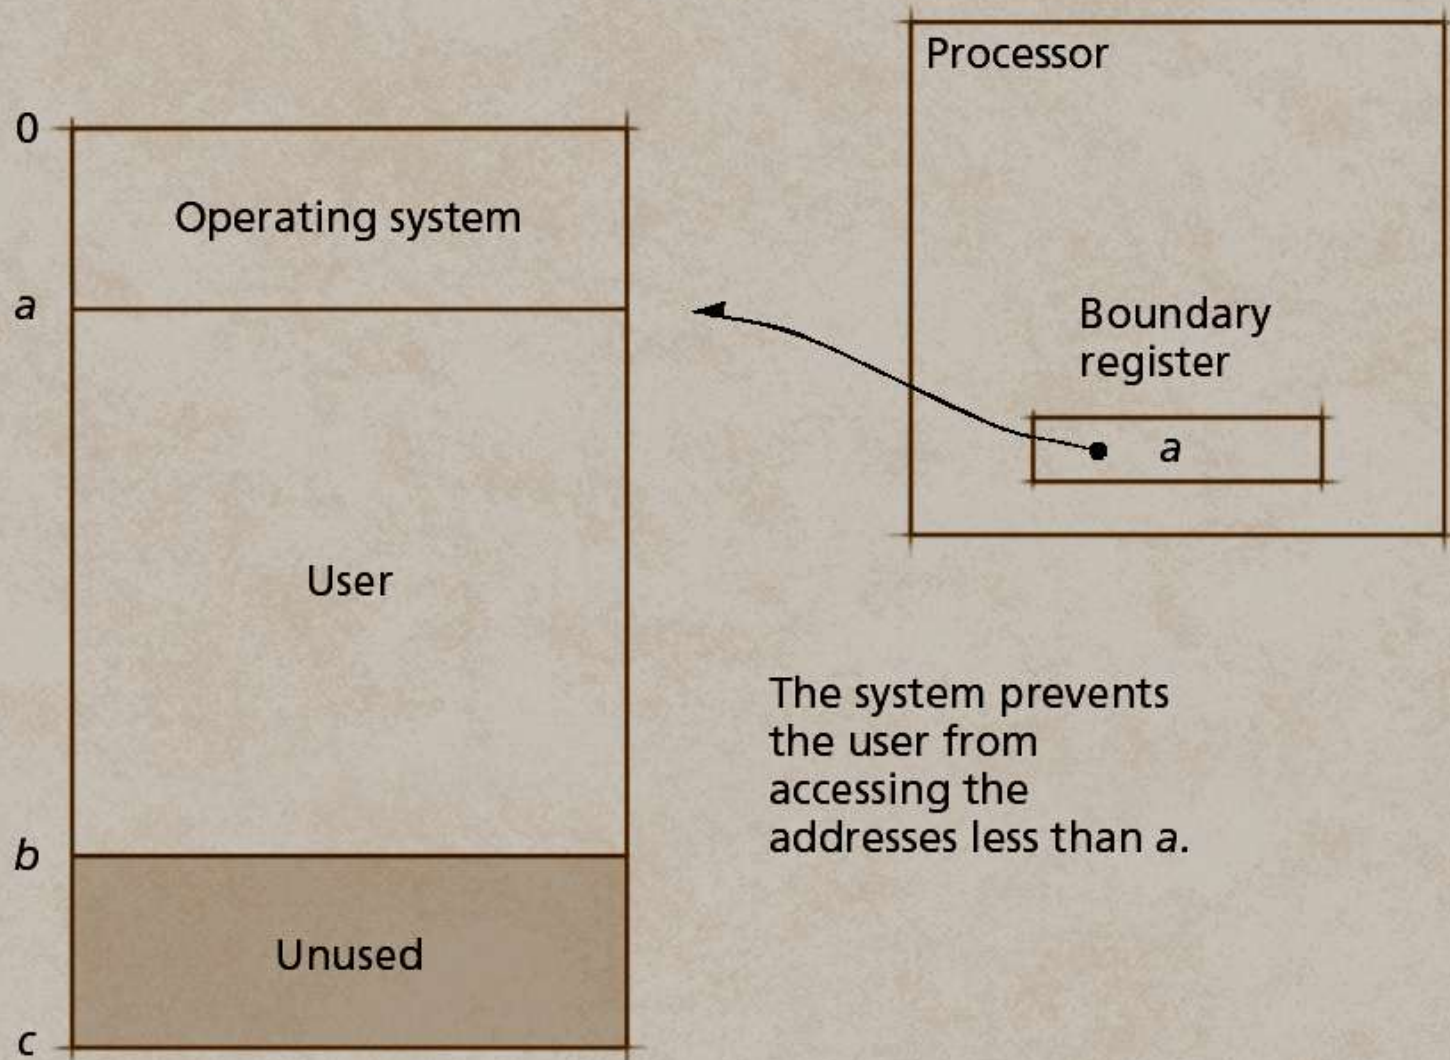 0
Operating system
a
User
b
Unused
c
Processor
Boundary
register
a
The system prevents
the user from
accessing the
addresses less than a.